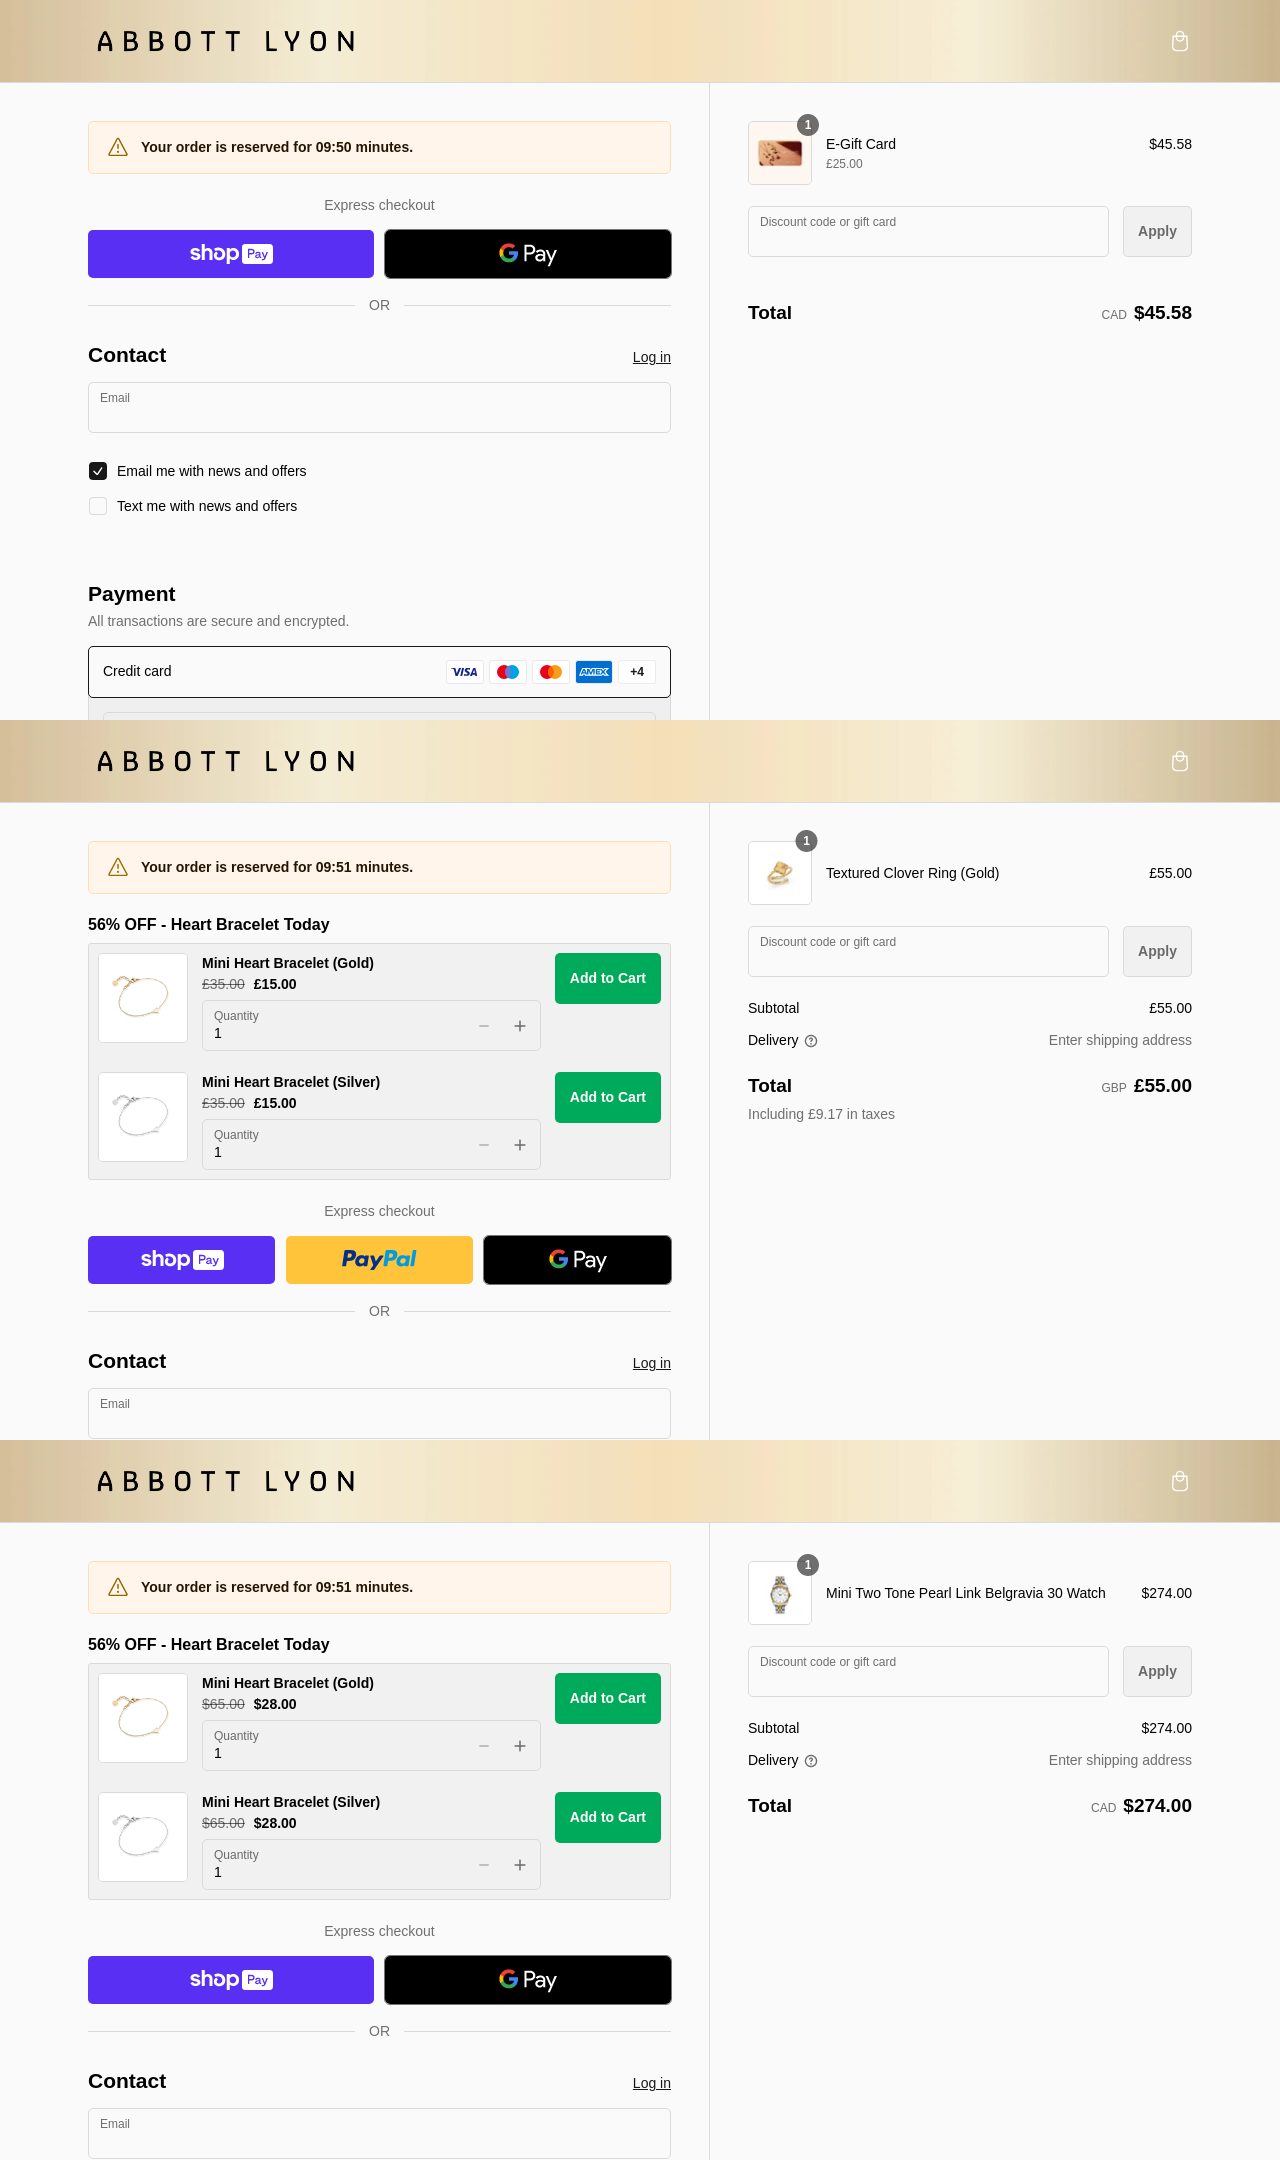 ABBOTT LYON
Your order is reserved for 09:50 minutes.
Express checkout
shop Pay
G Pay
OR
Contact
Log in
Email
Email me with news and offers
Text me with news and offers
Payment
All transactions are secure and encrypted.
Credit card
VISA
AMEX
+4
1
E-Gift Card
$45.58
£25.00
Discount code or gift card
Apply
Total
CAD $45.58
ABBOTT LYON
Your order is reserved for 09:51 minutes.
56% OFF - Heart Bracelet Today
Mini Heart Bracelet (Gold)
£35.00 £15.00
Quantity
1
Add to Cart
Mini Heart Bracelet (Silver)
£35.00 £15.00
Quantity
1
Add to Cart
Express checkout
shop Pay
PayPal
G Pay
OR
Contact
Log in
Email
1
Textured Clover Ring (Gold)
£55.00
Discount code or gift card
Apply
Subtotal
£55.00
Delivery
Enter shipping address
Total
GBP £55.00
Including £9.17 in taxes
ABBOTT LYON
Your order is reserved for 09:51 minutes.
56% OFF - Heart Bracelet Today
Mini Heart Bracelet (Gold)
$65.00 $28.00
Quantity
1
Add to Cart
Mini Heart Bracelet (Silver)
$65.00 $28.00
Quantity
1
Add to Cart
Express checkout
shop Pay
G Pay
OR
Contact
Log in
Email
1
Mini Two Tone Pearl Link Belgravia 30 Watch
$274.00
Discount code or gift card
Apply
Subtotal
$274.00
Delivery
Enter shipping address
Total
CAD $274.00